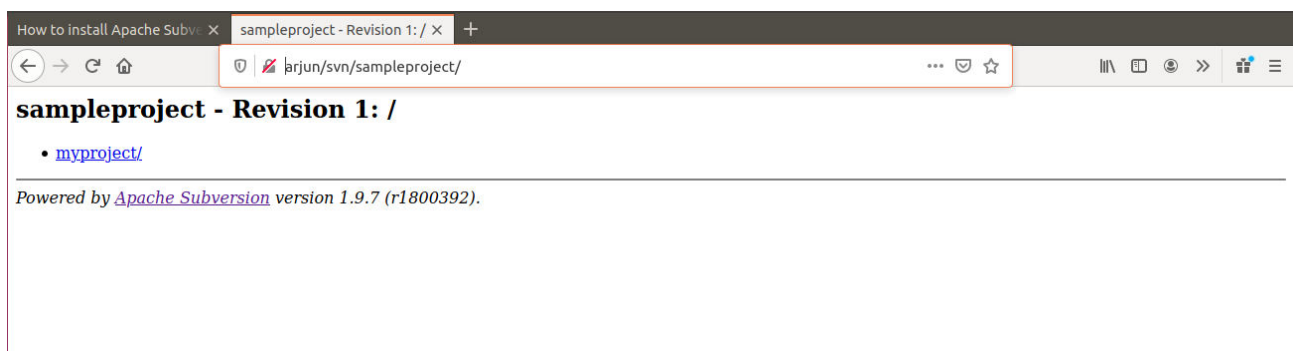 How to install Apache Subve
sampleproject - Revision 1: /
arjun/svn/sampleproject/
sampleproject - Revision 1: /
myproject/
Powered by Apache Subversion version 1.9.7 (r1800392).